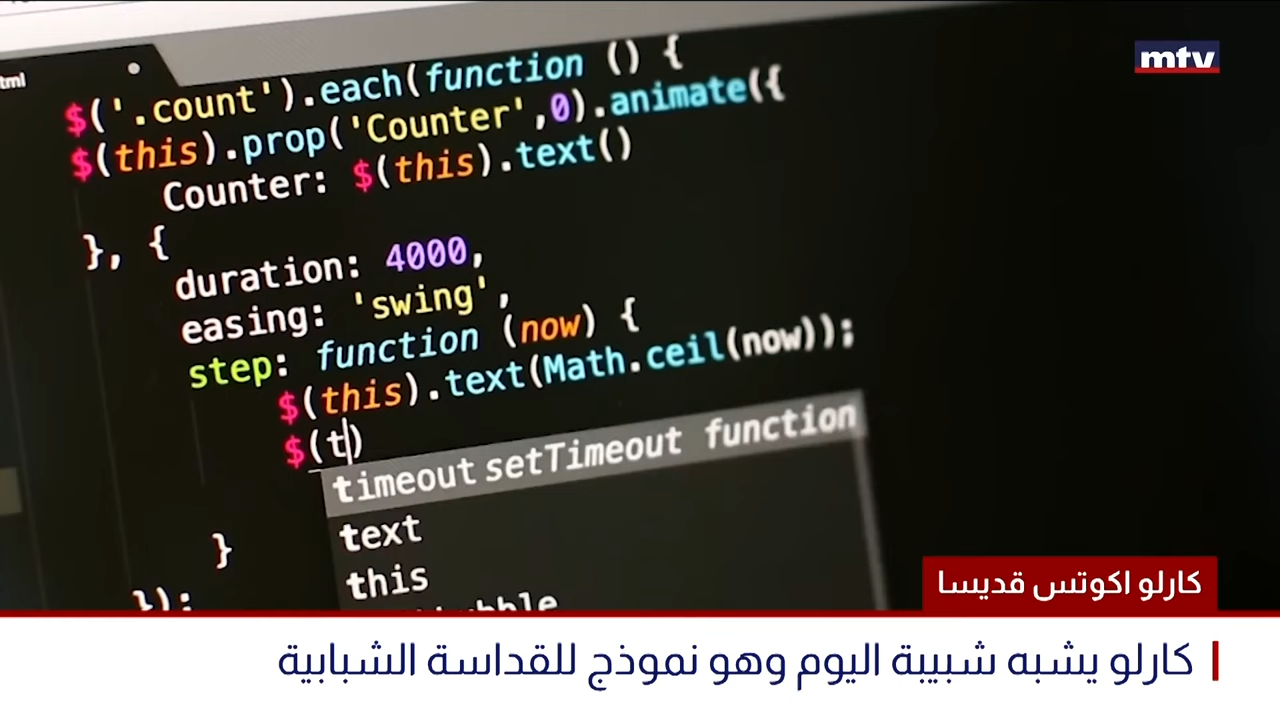 tml
mtv
$('.count').each(function () {
$(this).prop('Counter',0).animate({
Counter: $(this).text()
}, {
duration: 4000,
easing: 'swing',
step: function (now) {
$(this).text(Math.ceil(now));
$(t)
timeout setTimeout function
text
this
}
});
كارلو اكوتس قديسا
كارلو يشبه شبيبة اليوم وهو نموذج للقداسة الشبابية